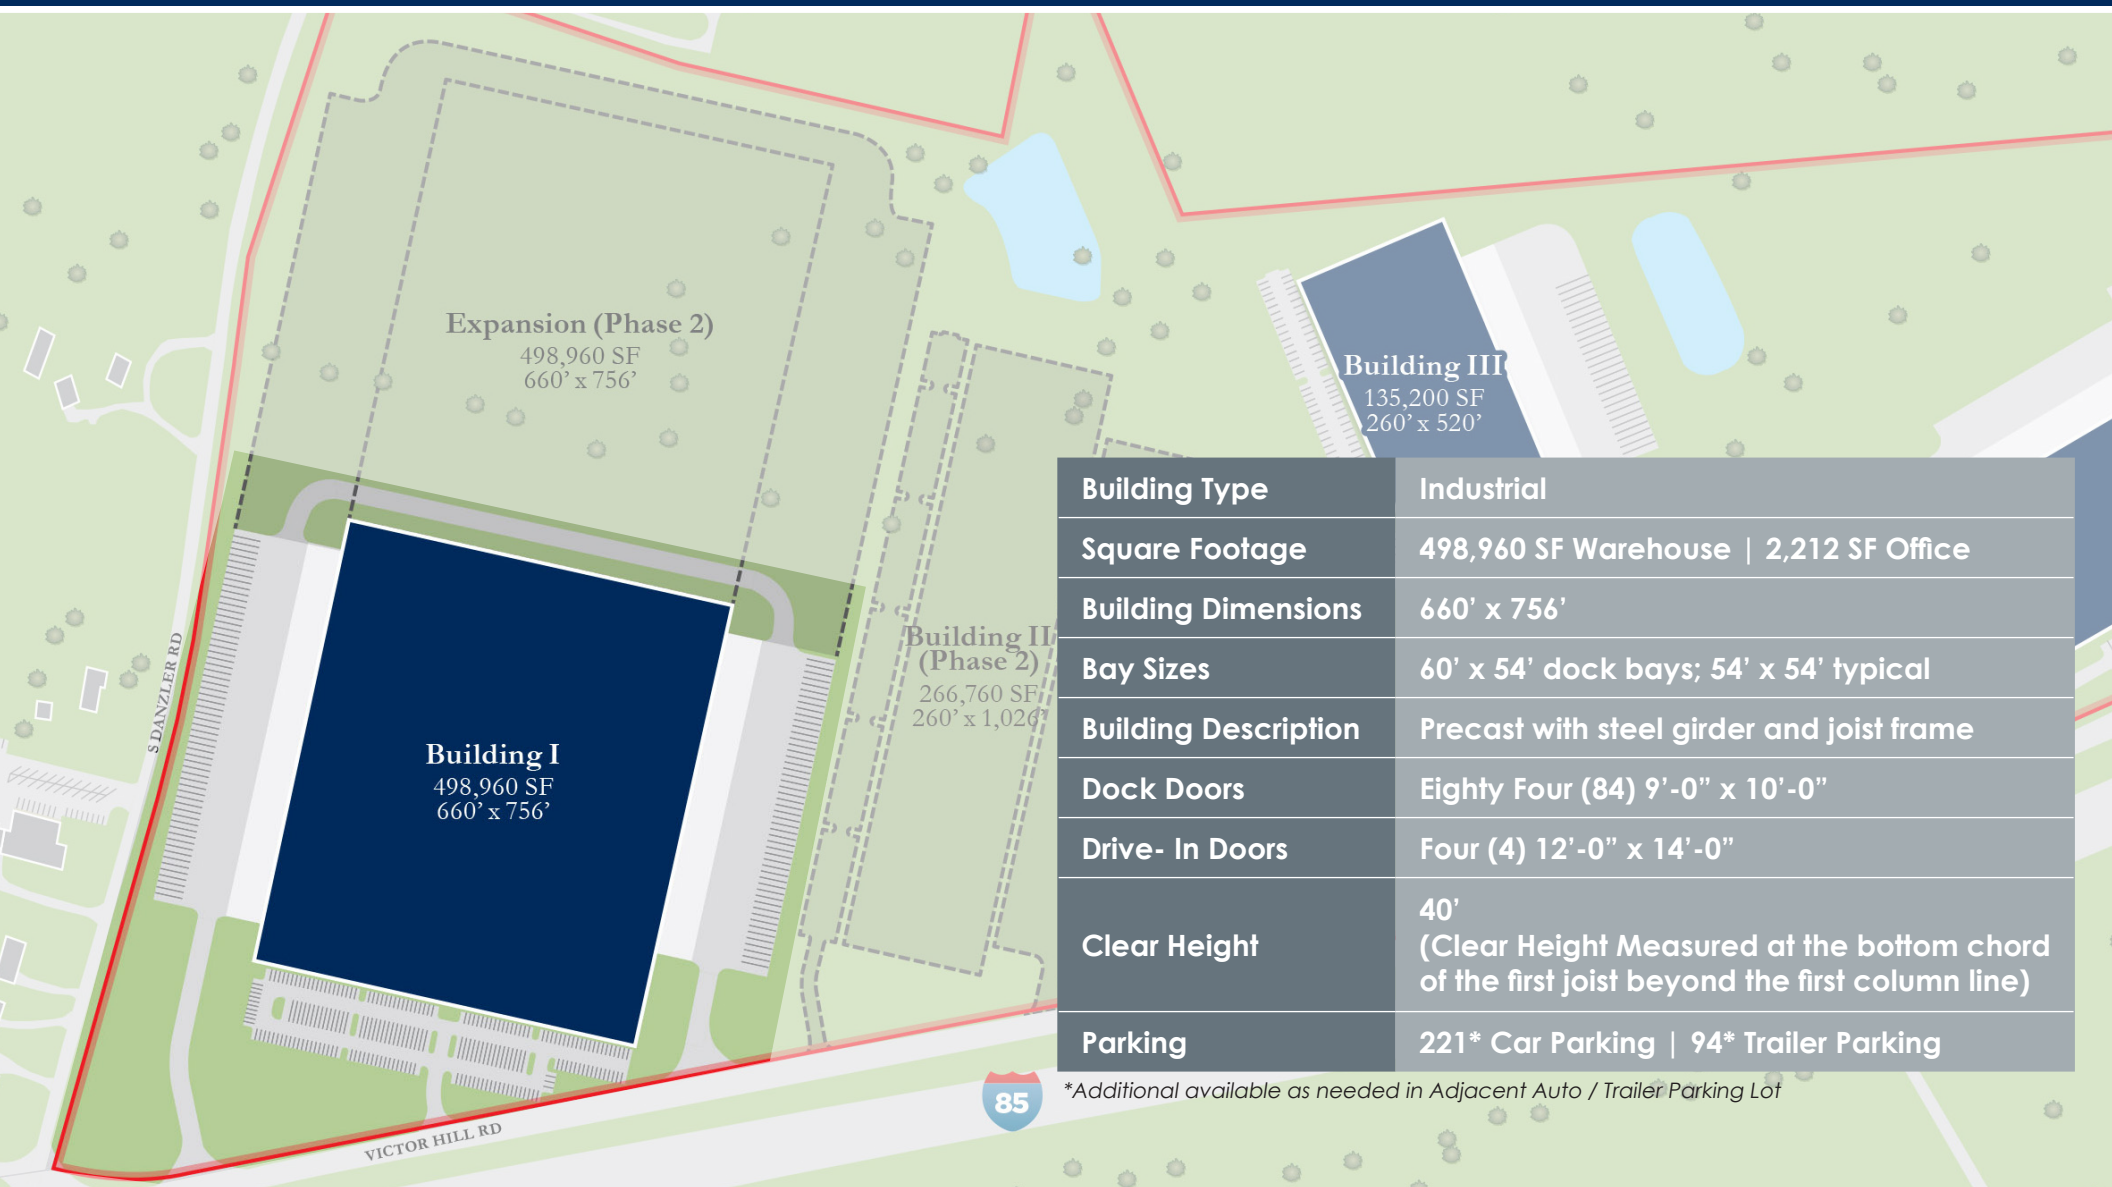 Expansion (Phase 2)
498,960 SF
660’ x 756’
Building III
135,200 SF
260’ x 520’
Building I
498,960 SF
660’ x 756’
Building II
(Phase 2)
266,760 SF
260’ x 1,026’
S DANZLER RD
VICTOR HILL RD
85
Building Type Industrial
Square Footage 498,960 SF Warehouse | 2,212 SF Office
Building Dimensions 660’ x 756’
Bay Sizes 60’ x 54’ dock bays; 54’ x 54’ typical
Building Description Precast with steel girder and joist frame
Dock Doors Eighty Four (84) 9’-0” x 10’-0”
Drive- In Doors Four (4) 12’-0” x 14’-0”
Clear Height 40’
(Clear Height Measured at the bottom chord
of the first joist beyond the first column line)
Parking 221* Car Parking | 94* Trailer Parking
*Additional available as needed in Adjacent Auto / Trailer Parking Lot